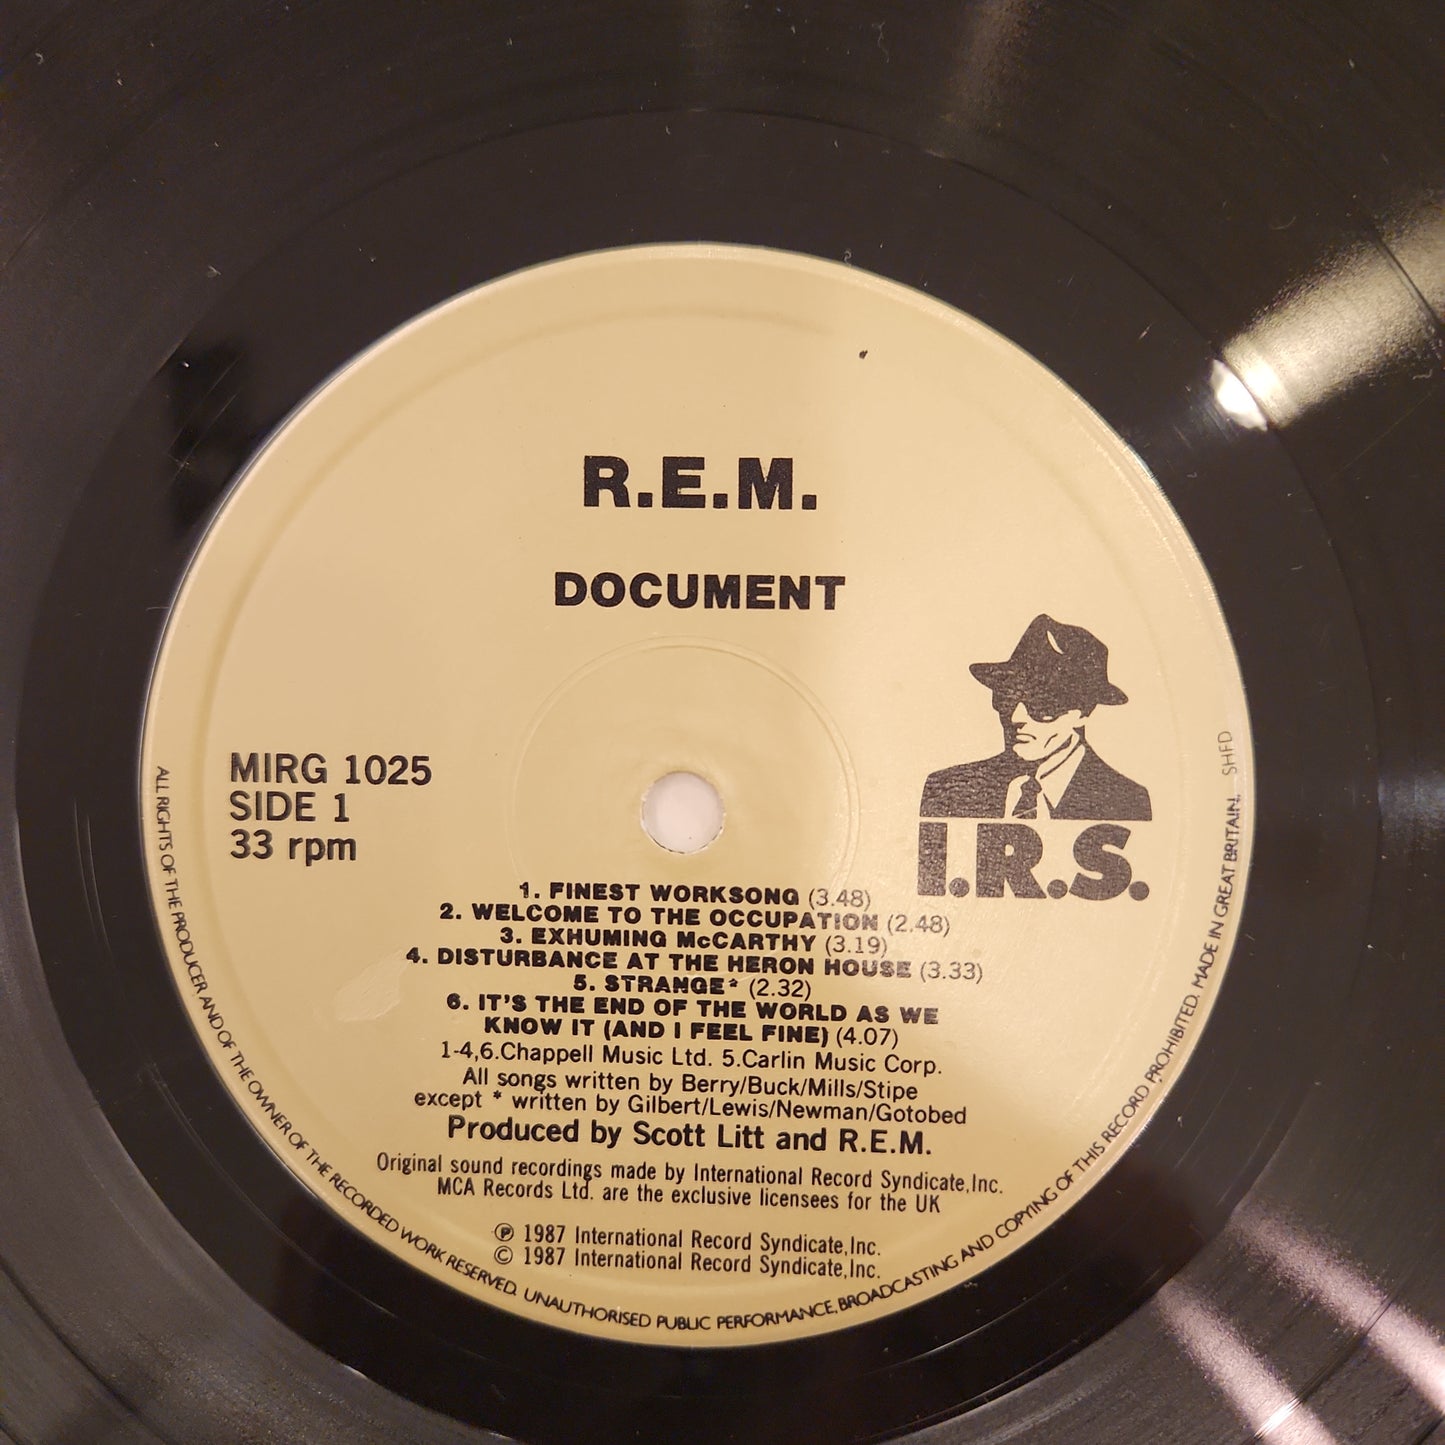 R.E.M.
DOCUMENT
MIRG 1025
SIDE 1
33 rpm
I.R.S.
1. FINEST WORKSONG (3.48)
2. WELCOME TO THE OCCUPATION (2.48)
3. EXHUMING McCARTHY (3.19)
4. DISTURBANCE AT THE HERON HOUSE (3.33)
5. STRANGE* (2.32)
6. IT'S THE END OF THE WORLD AS WE
KNOW IT (AND I FEEL FINE) (4.07)
1-4,6.Chappell Music Ltd. 5.Carlin Music Corp.
All songs written by Berry/Buck/Mills/Stipe
except * written by Gilbert/Lewis/Newman/Gotobed
Produced by Scott Litt and R.E.M.
Original sound recordings made by International Record Syndicate,Inc.
MCA Records Ltd. are the exclusive licensees for the UK
℗ 1987 International Record Syndicate,Inc.
© 1987 International Record Syndicate,Inc.
ALL RIGHTS OF THE PRODUCER AND OF THE OWNER OF THE RECORDED WORK RESERVED. UNAUTHORISED PUBLIC PERFORMANCE, BROADCASTING AND COPYING OF THIS RECORD PROHIBITED. MADE IN GREAT BRITAIN. SHFD